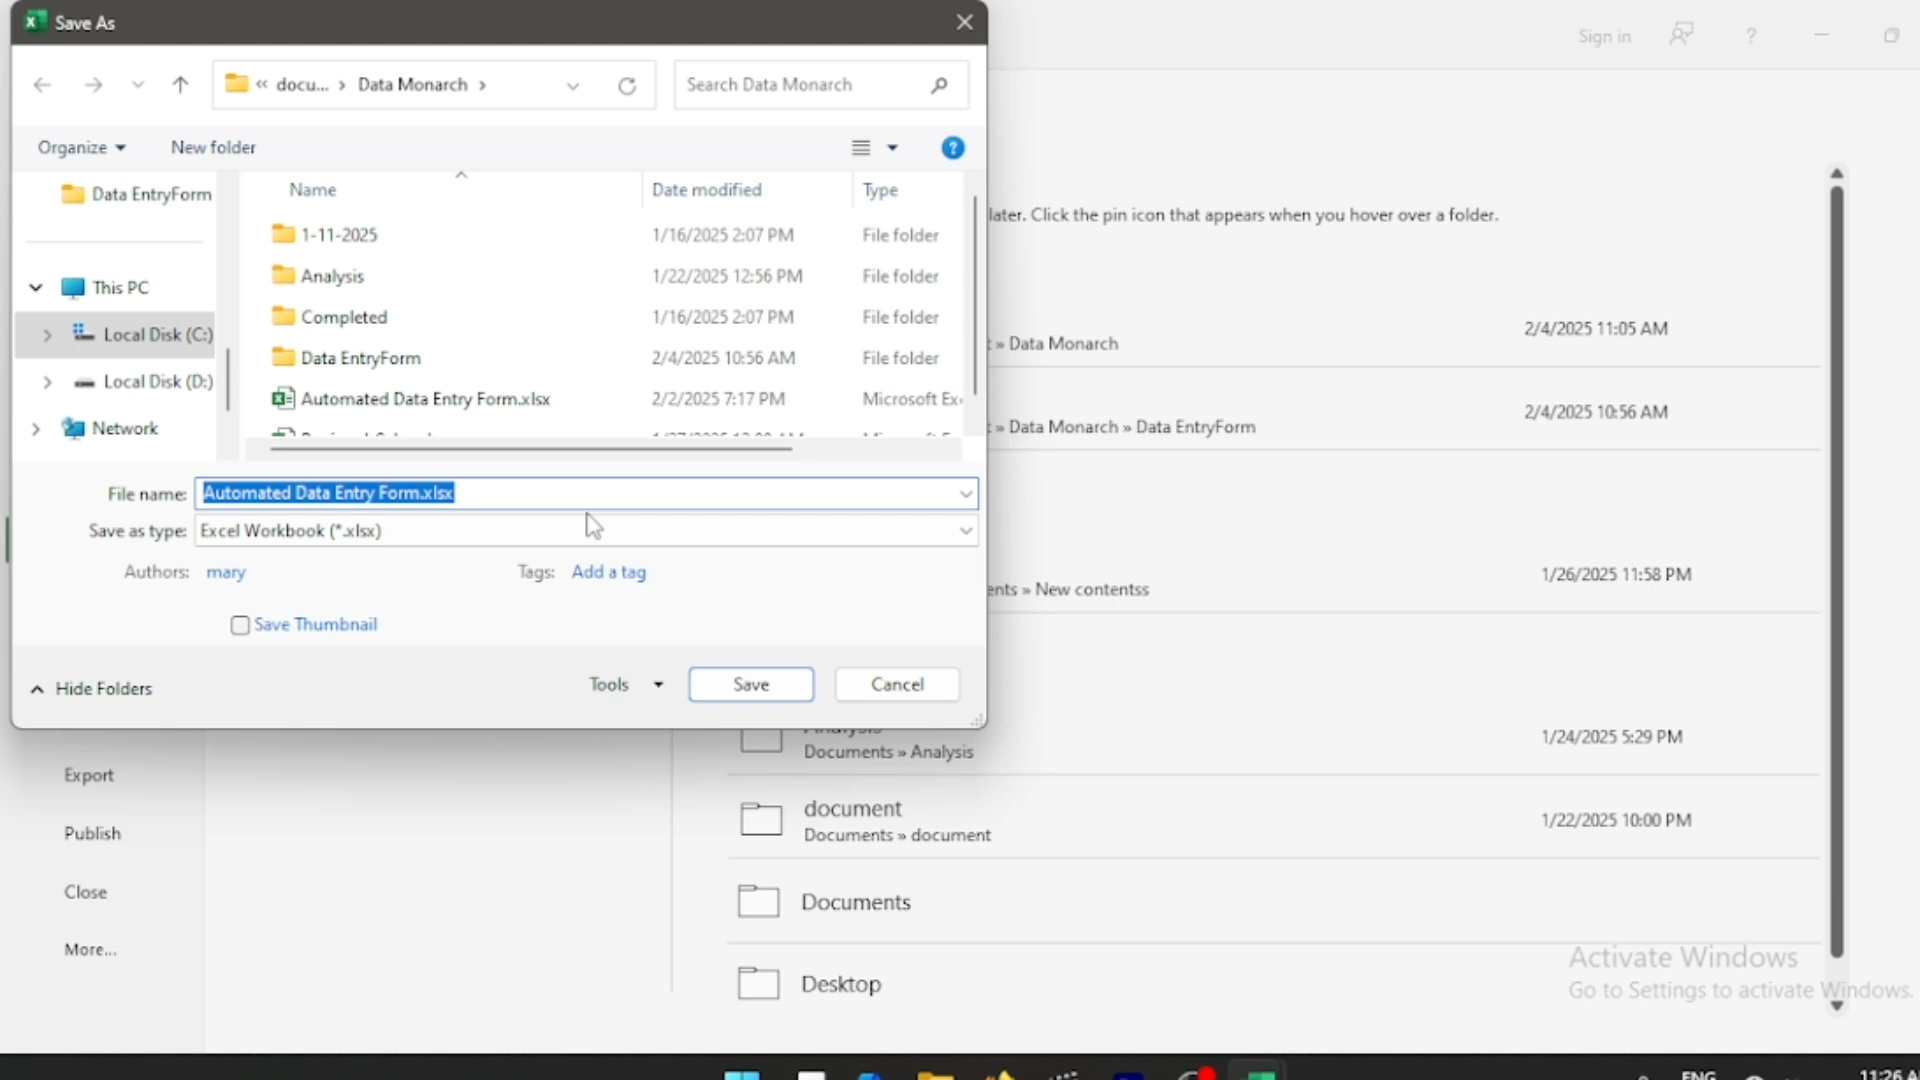 Save As
Sign in
?
« docu... > Data Monarch >
Search Data Monarch
Organize
New folder
?
Name
Date modified
Type
Data EntryForm
This PC
Local Disk (C:)
Local Disk (D:)
Network
1-11-2025 1/16/2025 2:07 PM File folder
Analysis 1/22/2025 12:56 PM File folder
Completed 1/16/2025 2:07 PM File folder
Data EntryForm 2/4/2025 10:56 AM File folder
Automated Data Entry Form.xlsx 2/2/2025 7:17 PM Microsoft Ex
File name: Automated Data Entry Form.xlsx
Save as type: Excel Workbook (*.xlsx)
Authors: mary
Tags: Add a tag
Save Thumbnail
Hide Folders
Tools
Save
Cancel
later. Click the pin icon that appears when you hover over a folder.
2/4/2025 11:05 AM
» Data Monarch
2/4/2025 10:56 AM
» Data Monarch » Data EntryForm
1/26/2025 11:58 PM
ents » New contentss
1/24/2025 5:29 PM
Documents » Analysis
document
Documents » document
1/22/2025 10:00 PM
Documents
Desktop
Export
Publish
Close
More...
Activate Windows
Go to Settings to activate Windows.
ENG
11:26 A